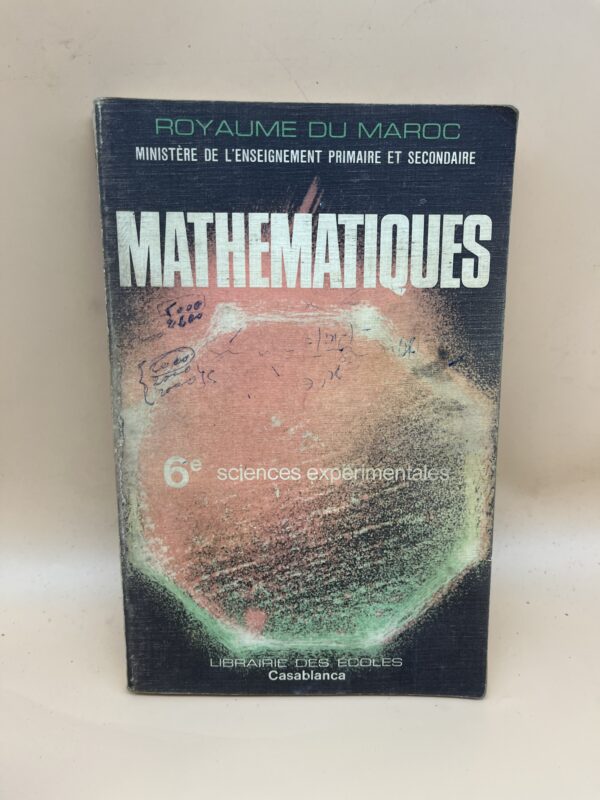 ROYAUME DU MAROC
MINISTÈRE DE L'ENSEIGNEMENT PRIMAIRE ET SECONDAIRE
MATHEMATIQUES
6e sciences expérimentales
LIBRAIRIE DES ECOLES
Casablanca